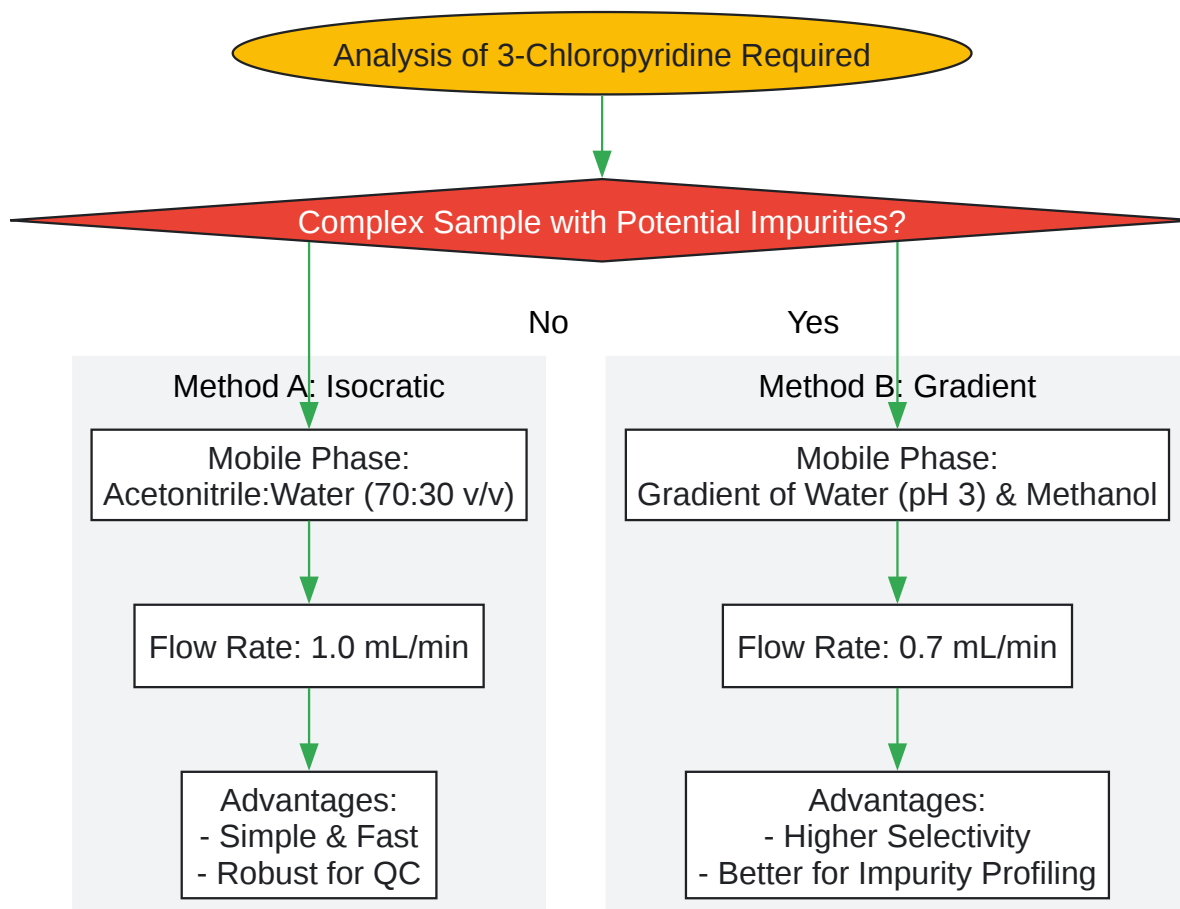 Analysis of 3-Chloropyridine Required
Complex Sample with Potential Impurities?
No
Yes
Method A: Isocratic
Mobile Phase:
Acetonitrile:Water (70:30 v/v)
Flow Rate: 1.0 mL/min
Advantages:
- Simple & Fast
- Robust for QC
Method B: Gradient
Mobile Phase:
Gradient of Water (pH 3) & Methanol
Flow Rate: 0.7 mL/min
Advantages:
- Higher Selectivity
- Better for Impurity Profiling